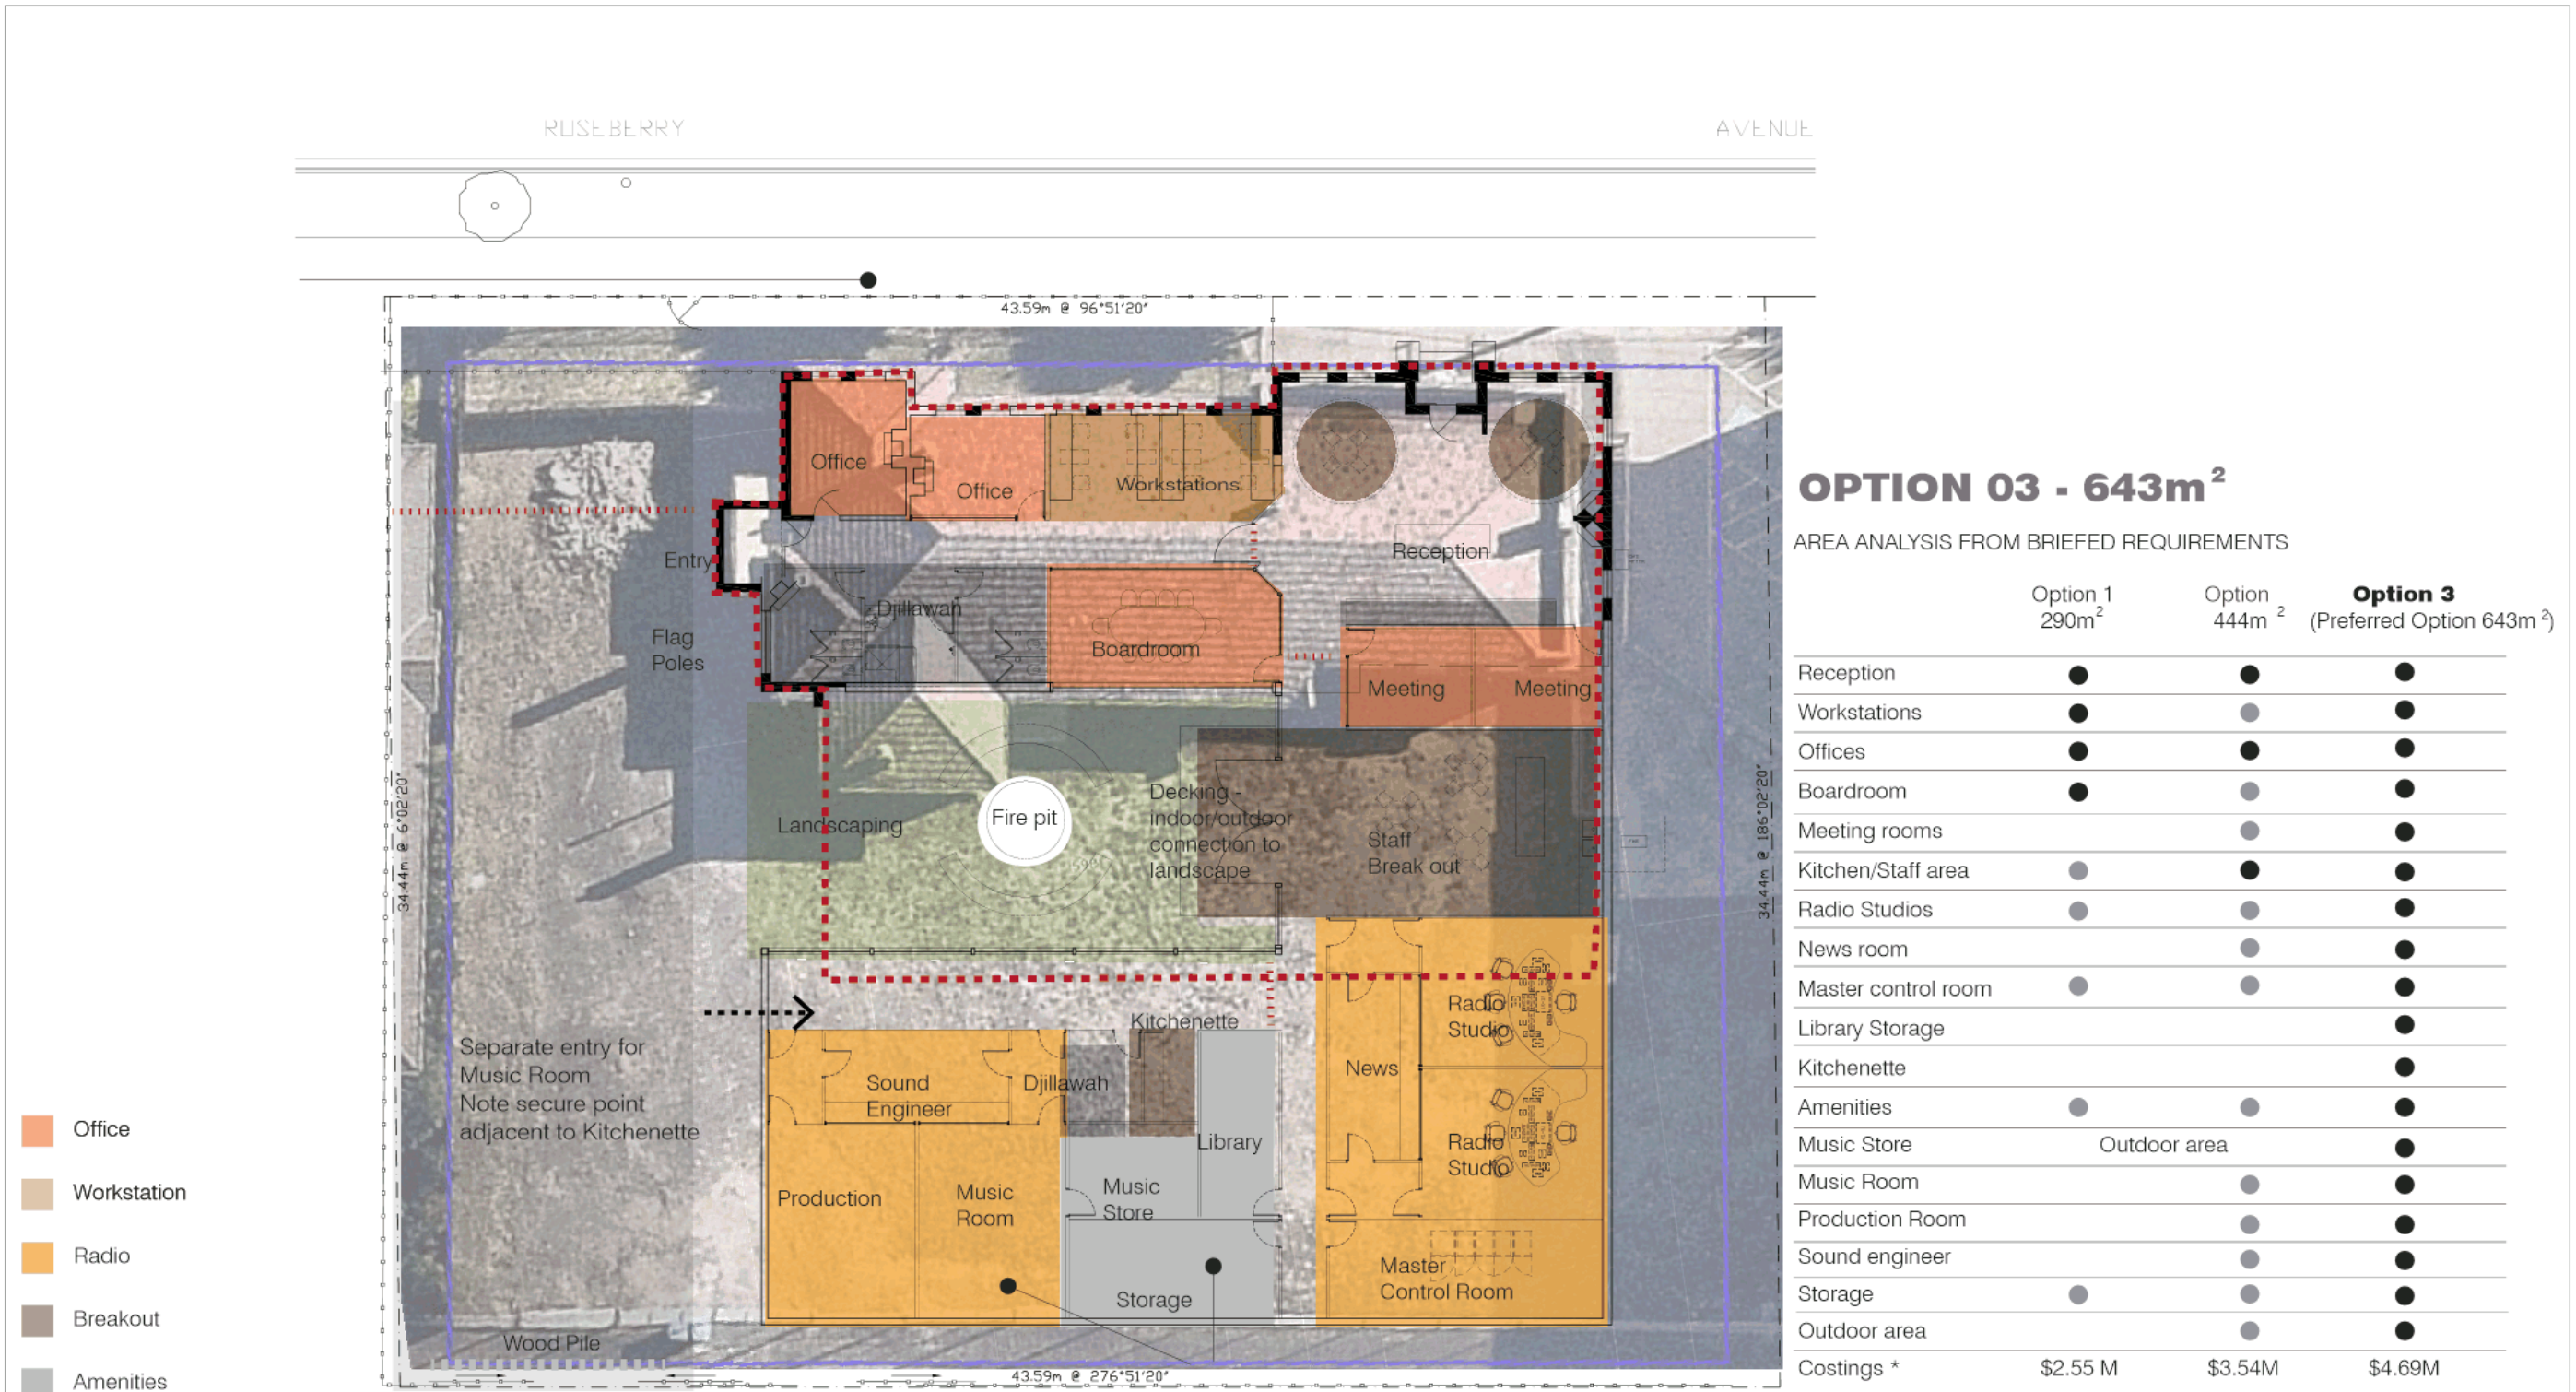 ROSEBERRY AVENUE
43.59m @ 96°51'20"
Office
Office
Workstations
Entry
Reception
Djillawah
Flag
Poles
Boardroom
Meeting
Meeting
Landscaping
Fire pit
Decking -
indoor/outdoor
connection to
landscape
Staff
Break out
34.44m @ 6°02'20"
34.44m @ 186°02'20"
Kitchenette
Radio
Studio
Separate entry for
Music Room
Note secure point
adjacent to Kitchenette
Sound
Engineer
Djillawah
News
Library
Radio
Studio
Production
Music
Room
Music
Store
Storage
Master
Control Room
Wood Pile
43.59m @ 276°51'20"
Office
Workstation
Radio
Breakout
Amenities
OPTION 03 - 643m²
AREA ANALYSIS FROM BRIEFED REQUIREMENTS
Option 1 Option Option 3
290m² 444m² (Preferred Option 643m²)
Reception
Workstations
Offices
Boardroom
Meeting rooms
Kitchen/Staff area
Radio Studios
News room
Master control room
Library Storage
Kitchenette
Amenities
Music Store Outdoor area
Music Room
Production Room
Sound engineer
Storage
Outdoor area
Costings * $2.55 M $3.54M $4.69M